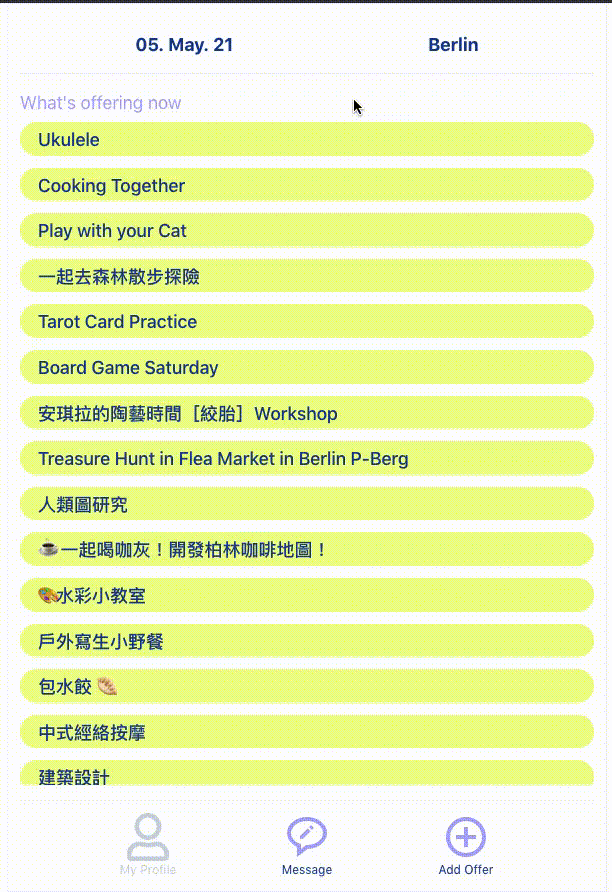 05. May. 21 Berlin
What's offering now
Ukulele
Cooking Together
Play with your Cat
一起去森林散步探險
Tarot Card Practice
Board Game Saturday
安琪拉的陶藝時間［絞胎］Workshop
Treasure Hunt in Flea Market in Berlin P-Berg
人類圖研究
☕一起喝咖灰！開發柏林咖啡地圖！
🎨水彩小教室
戶外寫生小野餐
包水餃 🥟
中式經絡按摩
建築設計
My Profile Message Add Offer